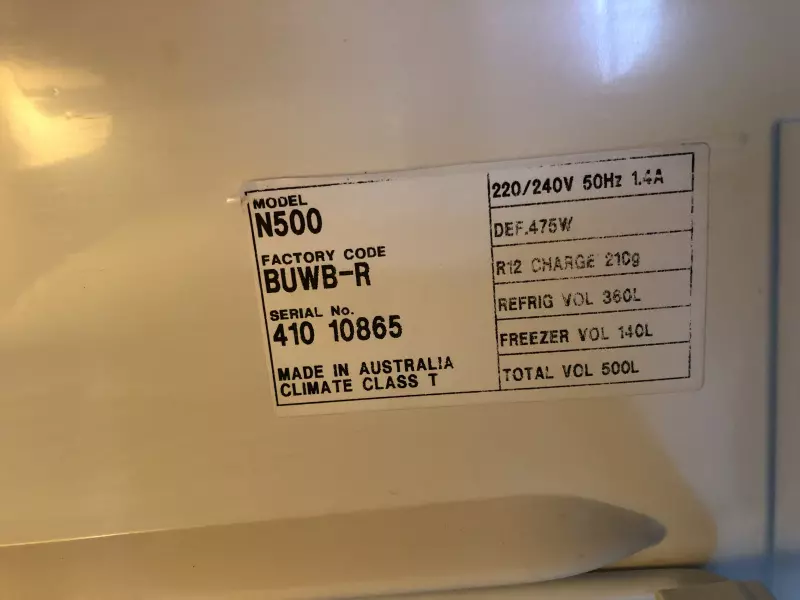 MODEL
N500
FACTORY CODE
BUWB-R
SERIAL No.
410 10865
MADE IN AUSTRALIA
CLIMATE CLASS T
220/240V 50Hz 1.4A
DEF.475W
R12 CHARGE 210g
REFRIG VOL 360L
FREEZER VOL 140L
TOTAL VOL 500L